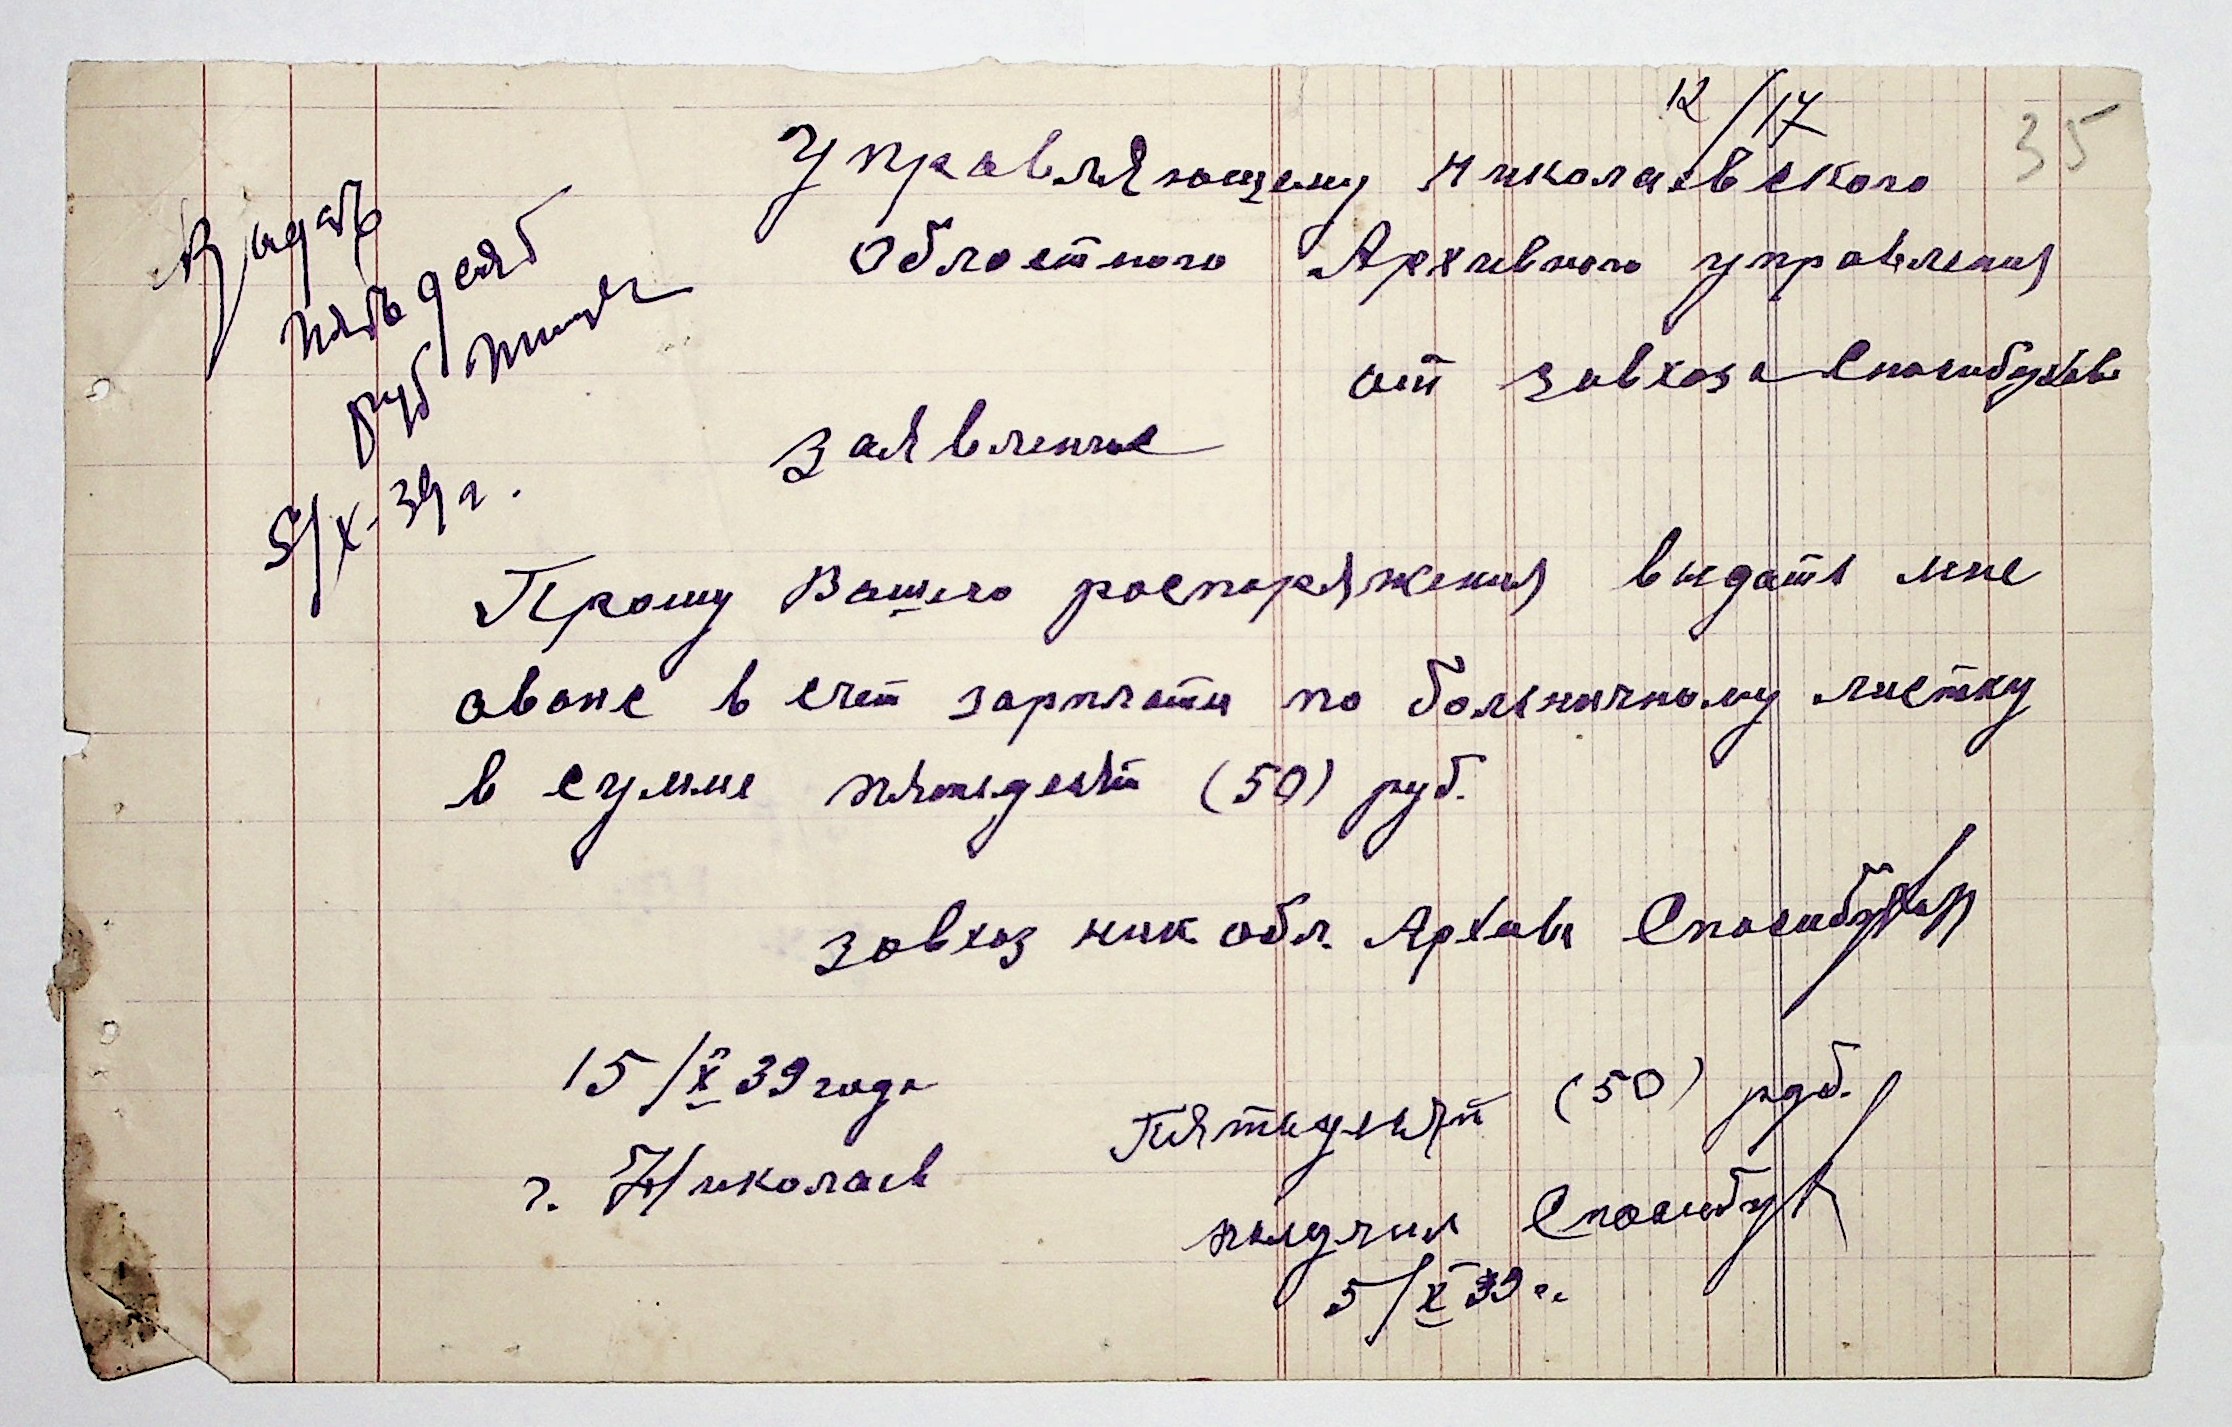 12/17
35
Управляющему Николаевского
Областного Архивного управления
от завхоза Спасибухова
заявление
Выдать
пятьдесят
руб
5/X-39 г.
Прошу Вашего распоряжения выдать мне
аванс в счет зарплаты по больничному листку
в сумме пятьдесят (50) руб.
завхоз ник обл. Архива Спасибухов
15/X 39 года
г. Николаев
Пятьдесят (50) руб.
получил
5/X 39 г.